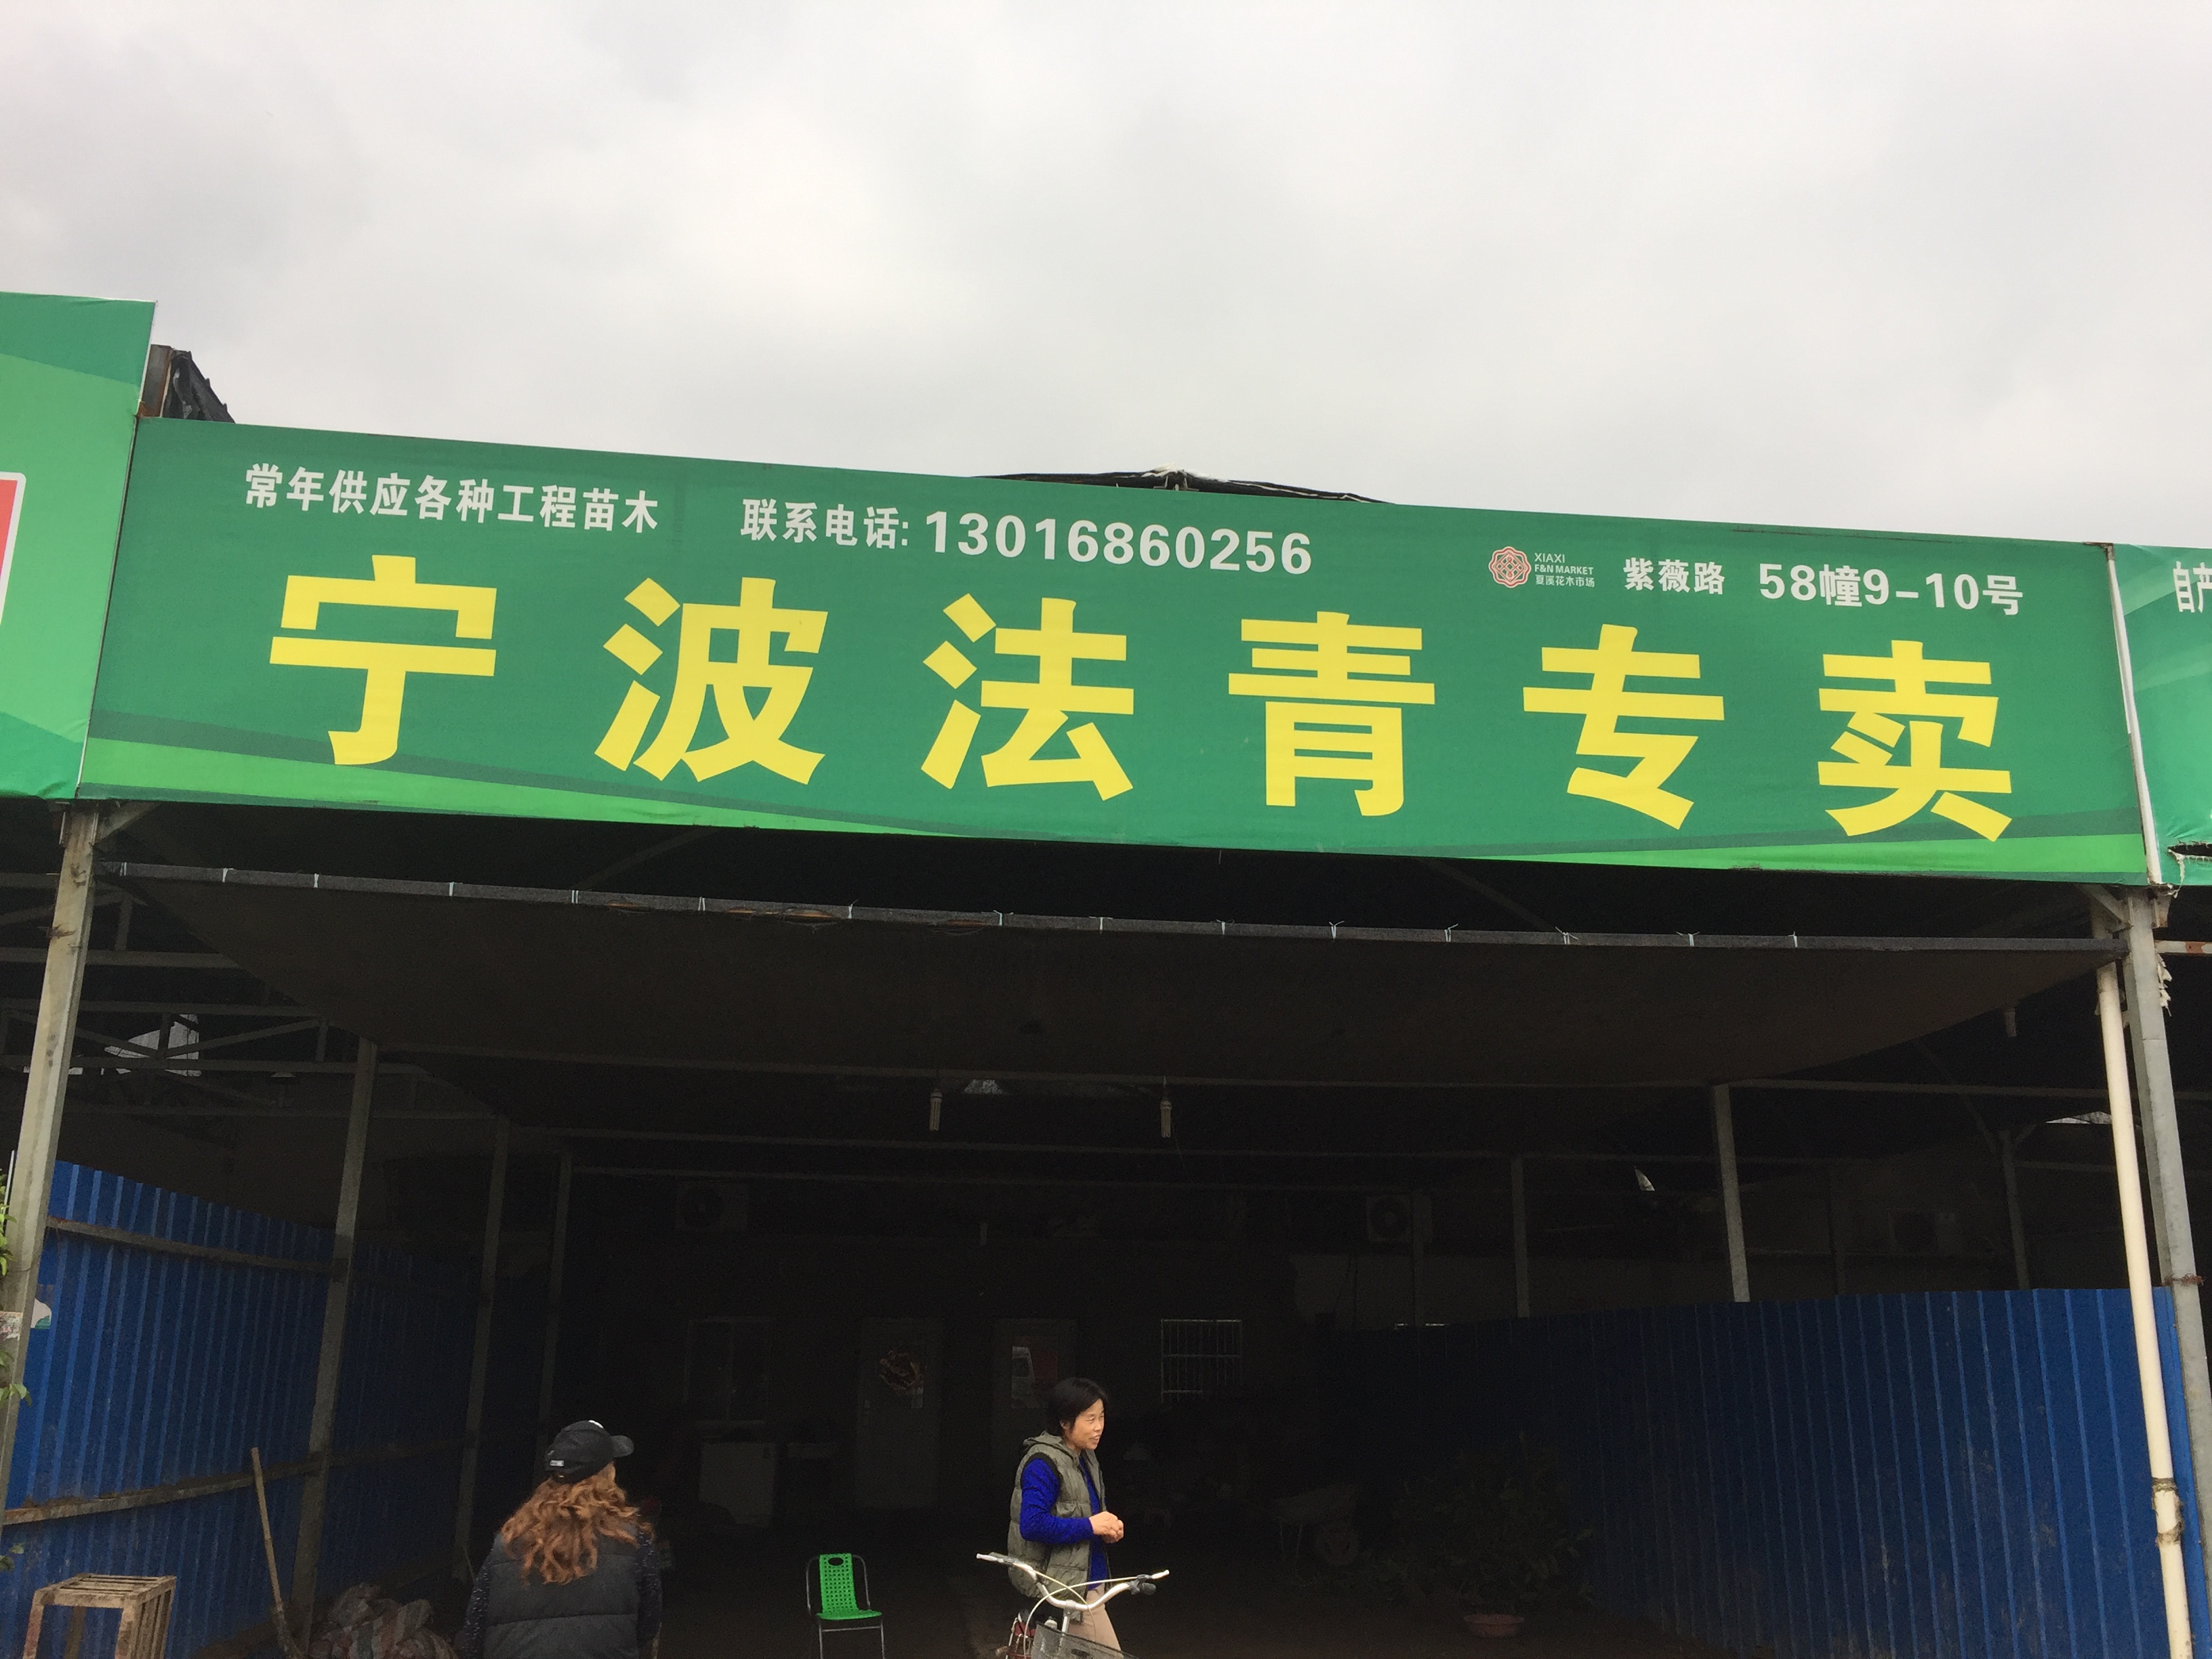 常年供应各种工程苗木 联系电话: 13016860256
XIAXI
F&N MARKET
夏溪花木市场
紫薇路 58幢9-10号
宁波法青专卖
自产